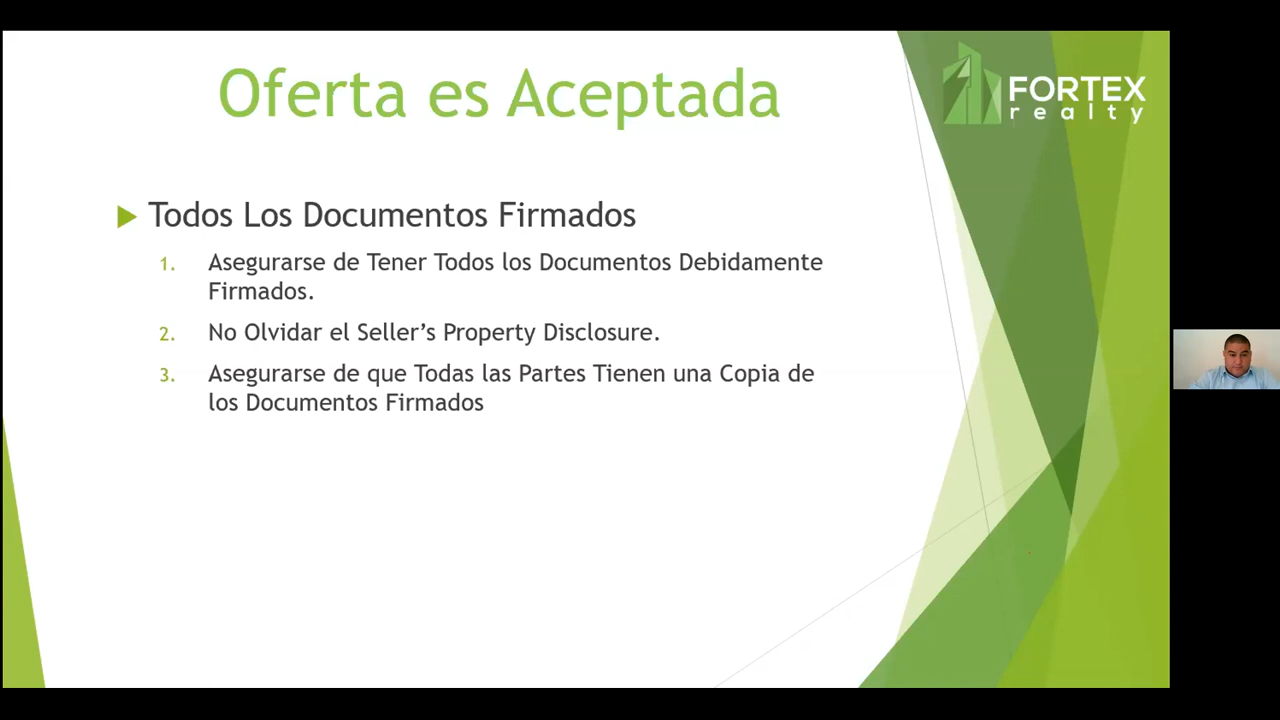 Oferta es Aceptada
FORTEX
realty
Todos Los Documentos Firmados
1. Asegurarse de Tener Todos los Documentos Debidamente
Firmados.
2. No Olvidar el Seller’s Property Disclosure.
3. Asegurarse de que Todas las Partes Tienen una Copia de
los Documentos Firmados